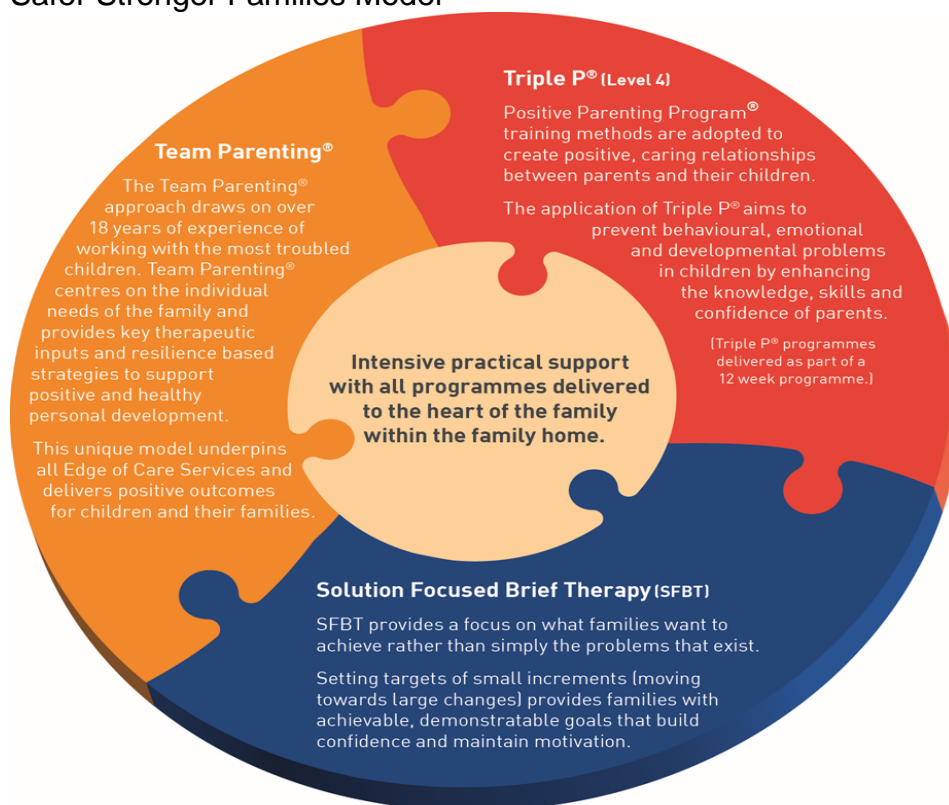 Safer Stronger Families Model
Team Parenting®
The Team Parenting®
approach draws on over
18 years of experience of
working with the most troubled
children. Team Parenting®
centres on the individual
needs of the family and
provides key therapeutic
inputs and resilience based
strategies to support
positive and healthy
personal development.
This unique model underpins
all Edge of Care Services and
delivers positive outcomes
for children and their families.
Triple P® (Level 4)
Positive Parenting Program®
training methods are adopted to
create positive, caring relationships
between parents and their children.
The application of Triple P® aims to
prevent behavioural, emotional
and developmental problems
in children by enhancing
the knowledge, skills and
confidence of parents.
(Triple P® programmes
delivered as part of a
12 week programme.)
Intensive practical support
with all programmes delivered
to the heart of the family
within the family home.
Solution Focused Brief Therapy (SFBT)
SFBT provides a focus on what families want to
achieve rather than simply the problems that exist.
Setting targets of small increments (moving
towards large changes) provides families with
achievable, demonstratable goals that build
confidence and maintain motivation.